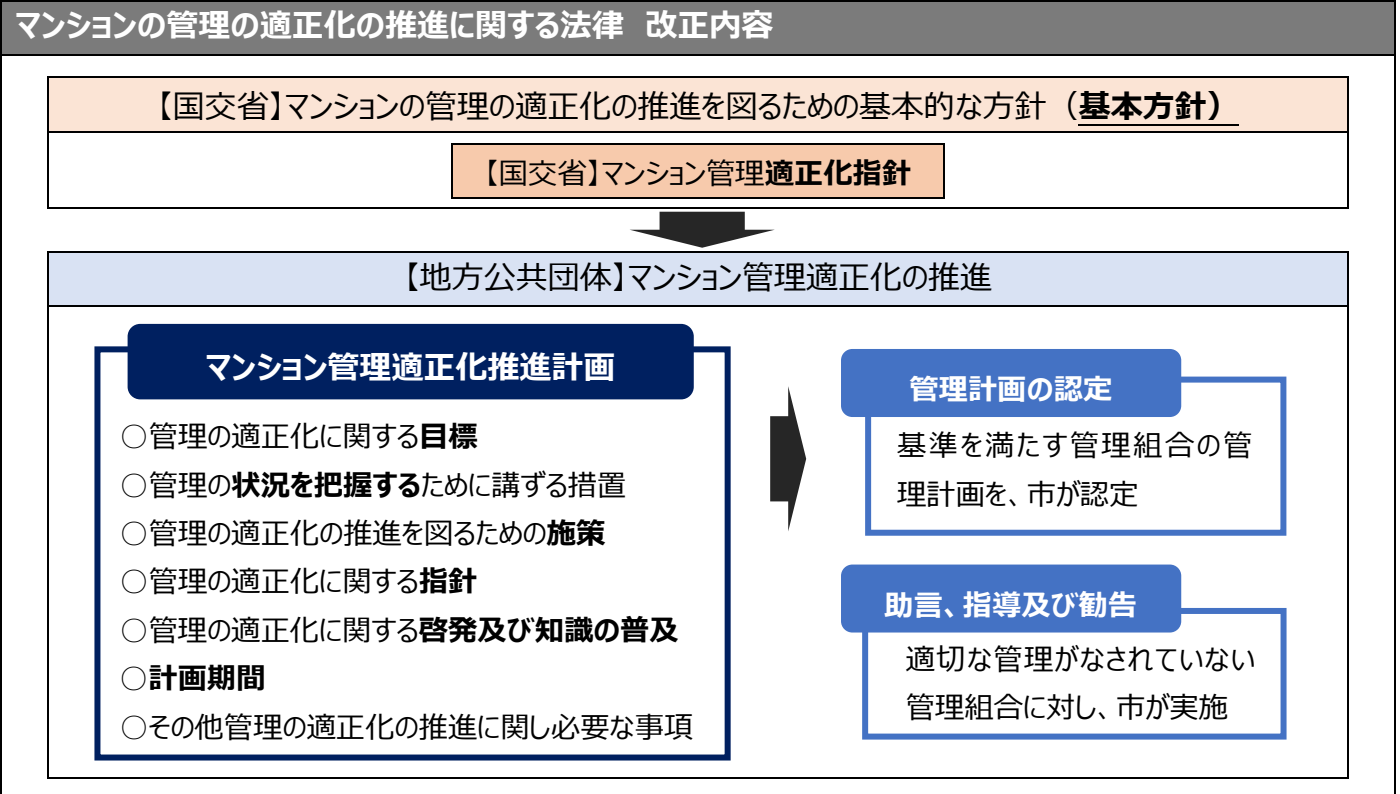 マンションの管理の適正化の推進に関する法律　改正内容
【国交省】マンションの管理の適正化の推進を図るための基本的な方針（基本方針）
【国交省】マンション管理適正化指針
【地方公共団体】マンション管理適正化の推進
マンション管理適正化推進計画
○管理の適正化に関する目標
○管理の状況を把握するために講ずる措置
○管理の適正化の推進を図るための施策
○管理の適正化に関する指針
○管理の適正化に関する啓発及び知識の普及
○計画期間
○その他管理の適正化の推進に関し必要な事項
管理計画の認定
基準を満たす管理組合の管
理計画を、市が認定
助言、指導及び勧告
適切な管理がなされていない
管理組合に対し、市が実施